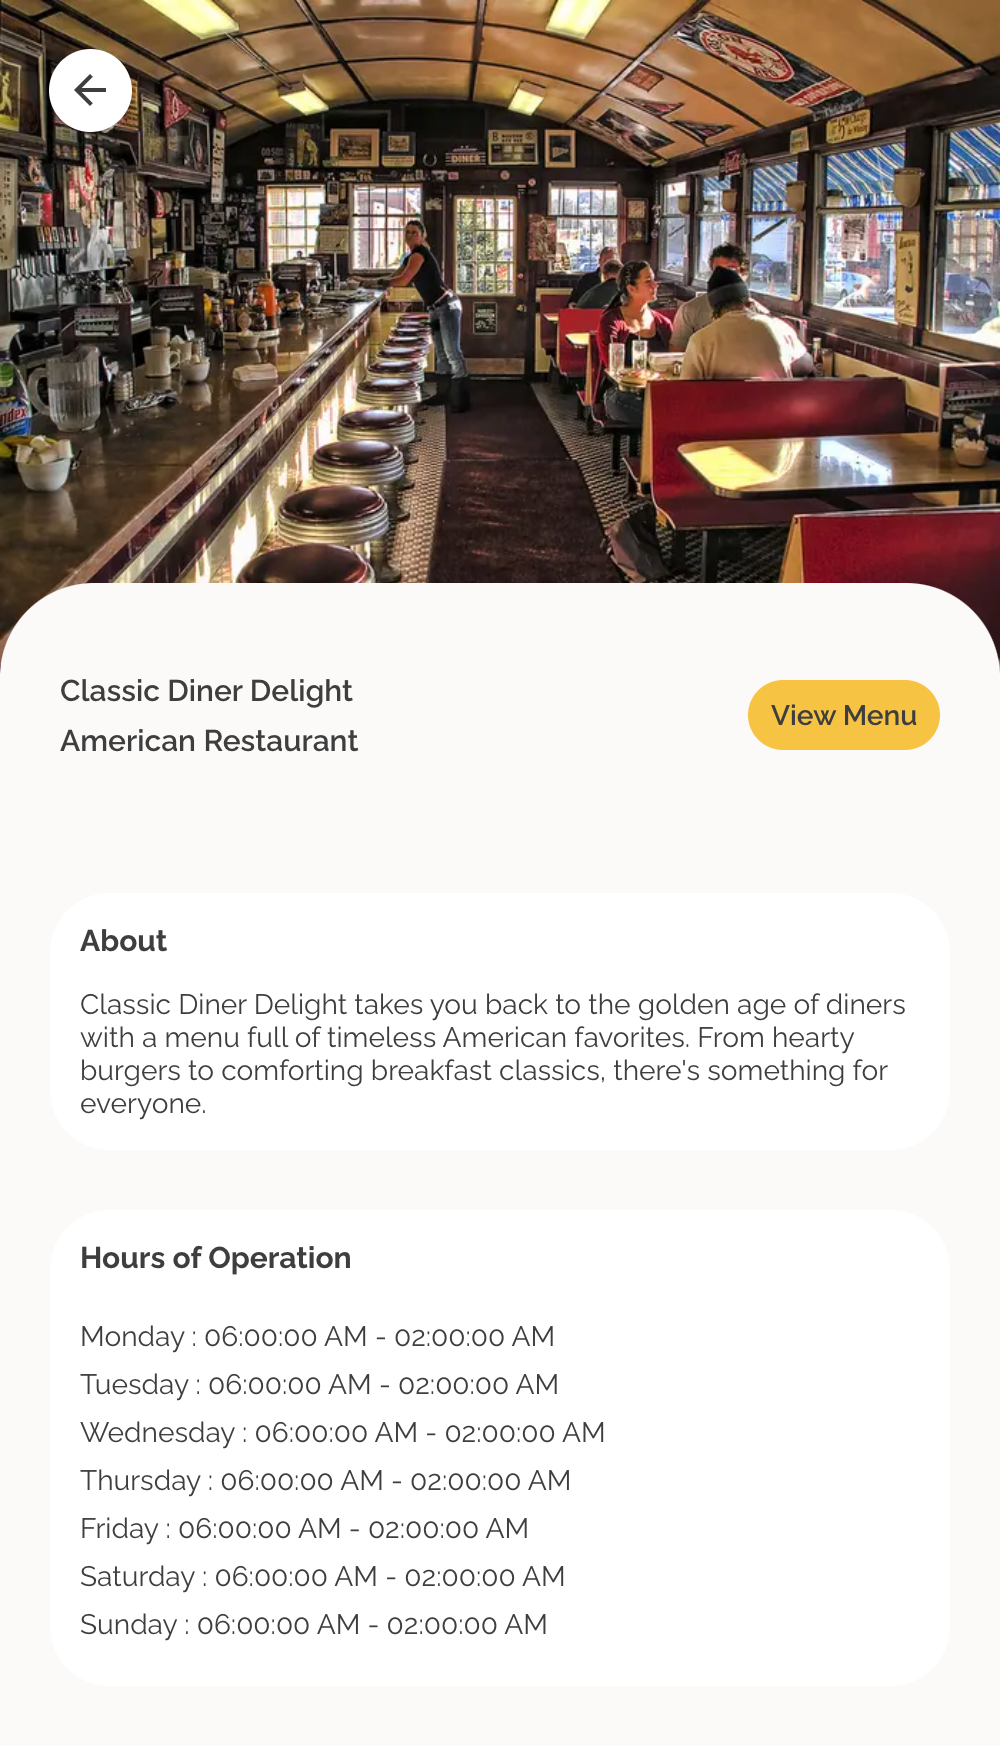 DINER
Classic Diner Delight
American Restaurant
View Menu
About
Classic Diner Delight takes you back to the golden age of diners
with a menu full of timeless American favorites. From hearty
burgers to comforting breakfast classics, there's something for
everyone.
Hours of Operation
Monday : 06:00:00 AM - 02:00:00 AM
Tuesday : 06:00:00 AM - 02:00:00 AM
Wednesday : 06:00:00 AM - 02:00:00 AM
Thursday : 06:00:00 AM - 02:00:00 AM
Friday : 06:00:00 AM - 02:00:00 AM
Saturday : 06:00:00 AM - 02:00:00 AM
Sunday : 06:00:00 AM - 02:00:00 AM